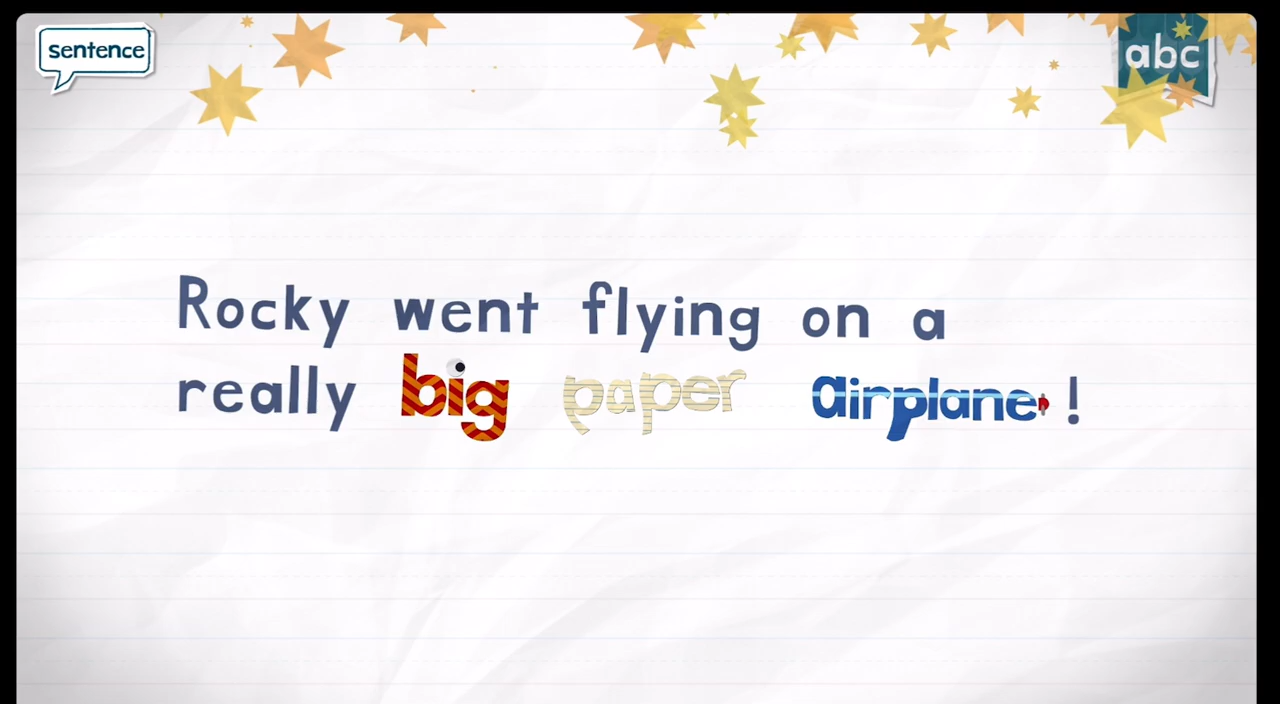 sentence
abc
Rocky went flying on a
really big paper airplane!